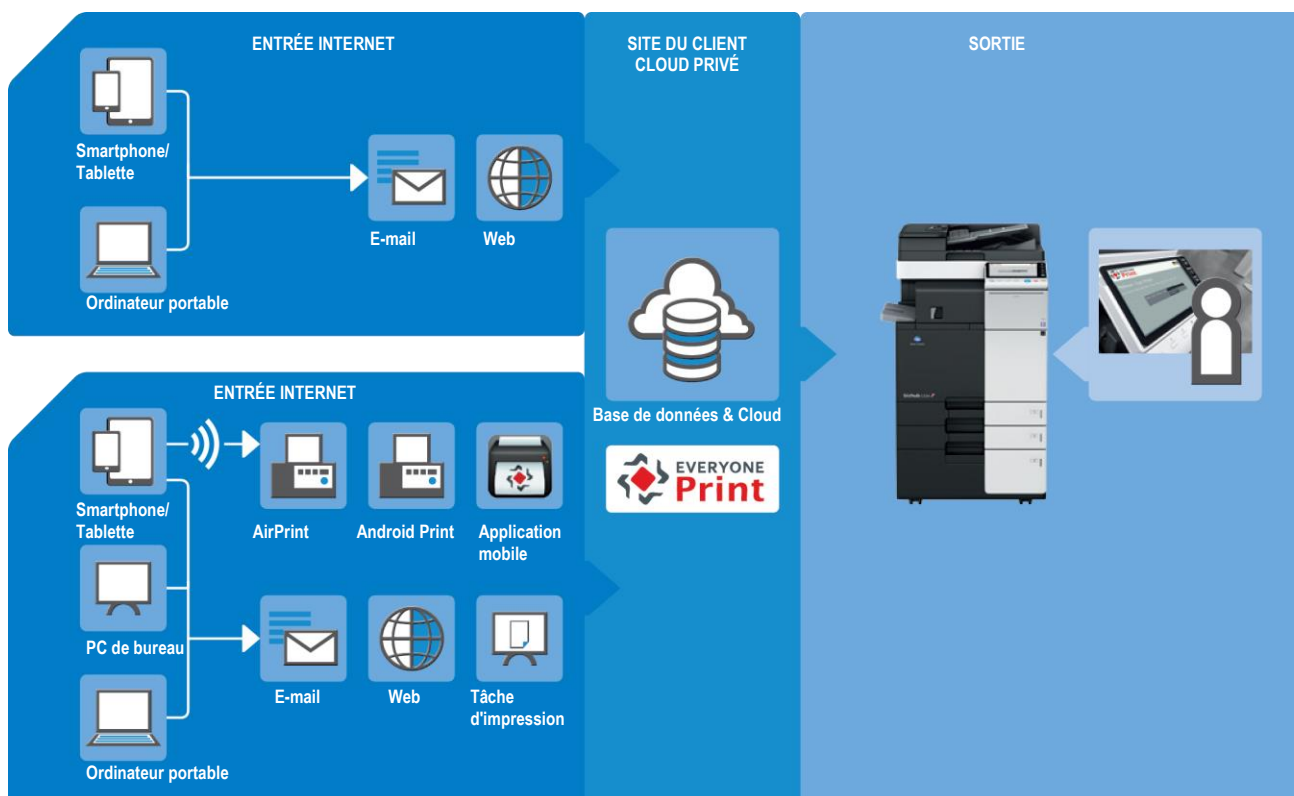 ENTRÉE INTERNET
Smartphone/
Tablette
Ordinateur portable
E-mail
Web
SITE DU CLIENT
CLOUD PRIVÉ
Base de données & Cloud
EVERYONE
Print
SORTIE
ENTRÉE INTERNET
Smartphone/
Tablette
PC de bureau
Ordinateur portable
AirPrint
Android Print
Application
mobile
E-mail
Web
Tâche
d'impression